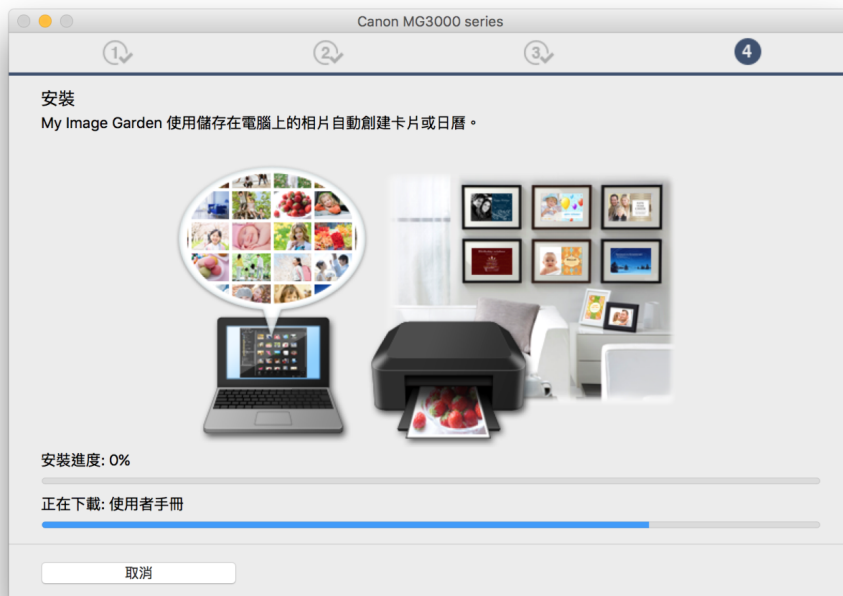 Canon MG3000 series
1 2 3 4
安裝
My Image Garden 使用儲存在電腦上的相片自動創建卡片或日曆。
安裝進度: 0%
正在下載: 使用者手冊
取消